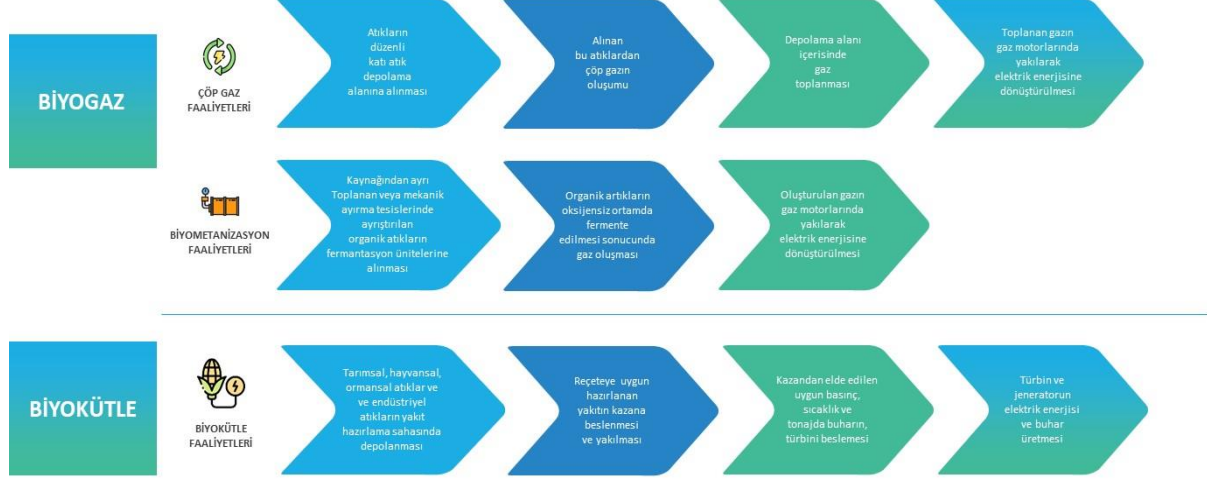 BİYOGAZ
ÇÖP GAZ
FAALİYETLERİ
Atıkların
düzenli
katı atık
depolama
alanına alınması
Alınan
bu atıklardan
çöp gazın
oluşumu
Depolama alanı
içerisinde
gaz
toplanması
Toplanan gazın
gaz motorlarında
yakılarak
elektrik enerjisine
dönüştürülmesi
BİYOMETANİZASYON
FAALİYETLERİ
Kaynağından ayrı
Toplanan veya mekanik
ayırma tesislerinde
ayrıştırılan
organik atıkların
fermantasyon ünitelerine
alınması
Organik artıkların
oksijensiz ortamda
fermente
edilmesi sonucunda
gaz oluşması
Oluşturulan gazın
gaz motorlarında
yakılarak
elektrik enerjisine
dönüştürülmesi
BİYOKÜTLE
BİYOKÜTLE
FAALİYETLERİ
Tarımsal, hayvansal,
ormansal atıklar ve
ve endüstriyel
atıkların yakıt
hazırlama sahasında
depolanması
Reçeteye uygun
hazırlanan
yakıtın kazana
beslenmesi
ve yakılması
Kazandan elde edilen
uygun basınç,
sıcaklık ve
tonajda buharın,
türbini beslemesi
Türbin ve
jeneratorun
elektrik enerjisi
ve buhar
üretmesi